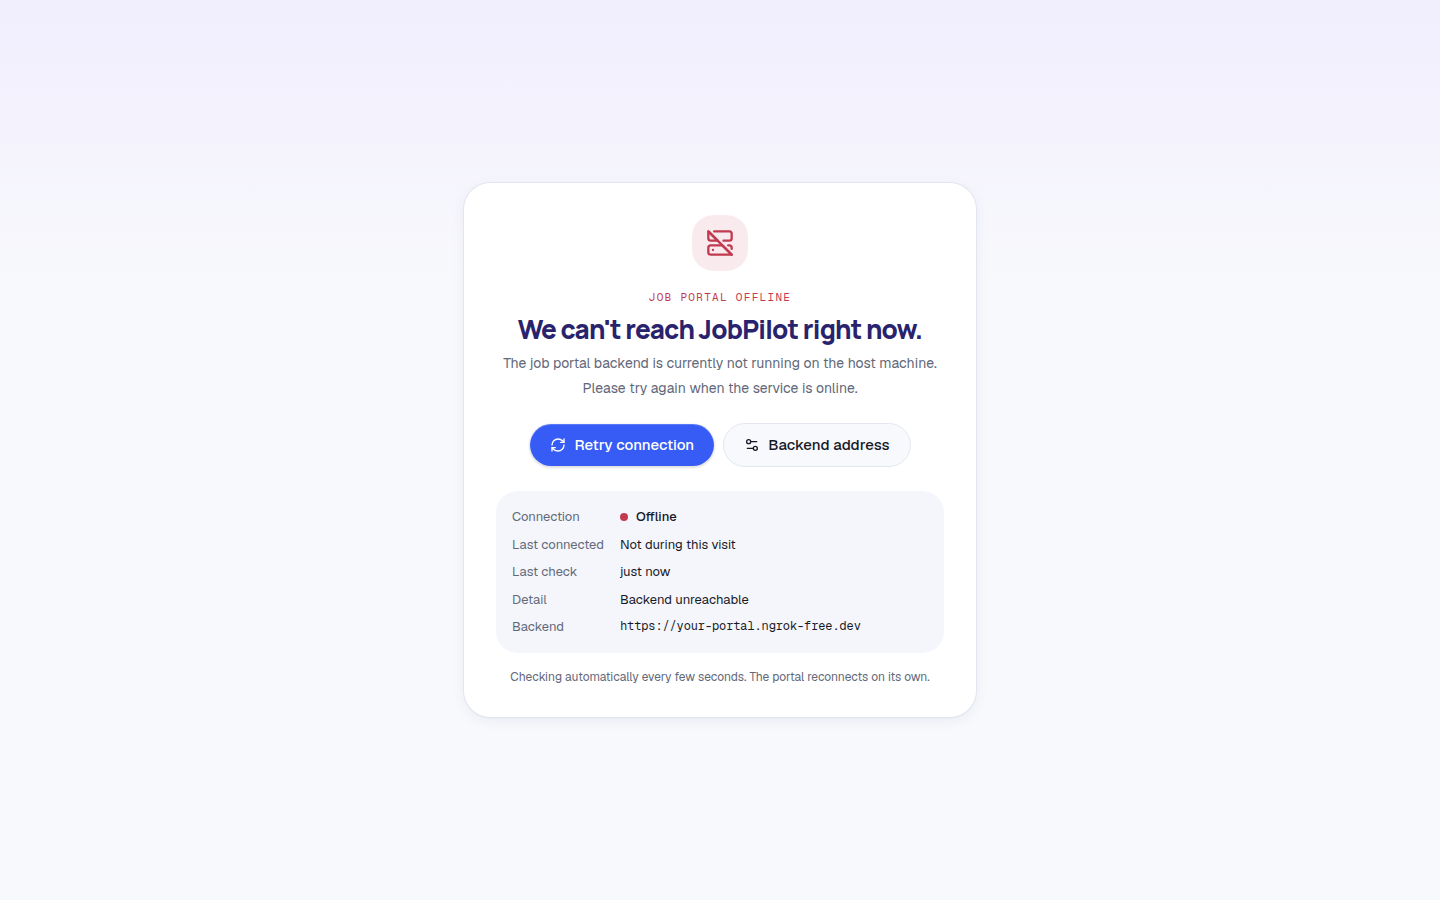 JOB PORTAL OFFLINE
We can't reach JobPilot right now.
The job portal backend is currently not running on the host machine.
Please try again when the service is online.
Retry connection
Backend address
Connection Offline
Last connected Not during this visit
Last check just now
Detail Backend unreachable
Backend https://your-portal.ngrok-free.dev
Checking automatically every few seconds. The portal reconnects on its own.